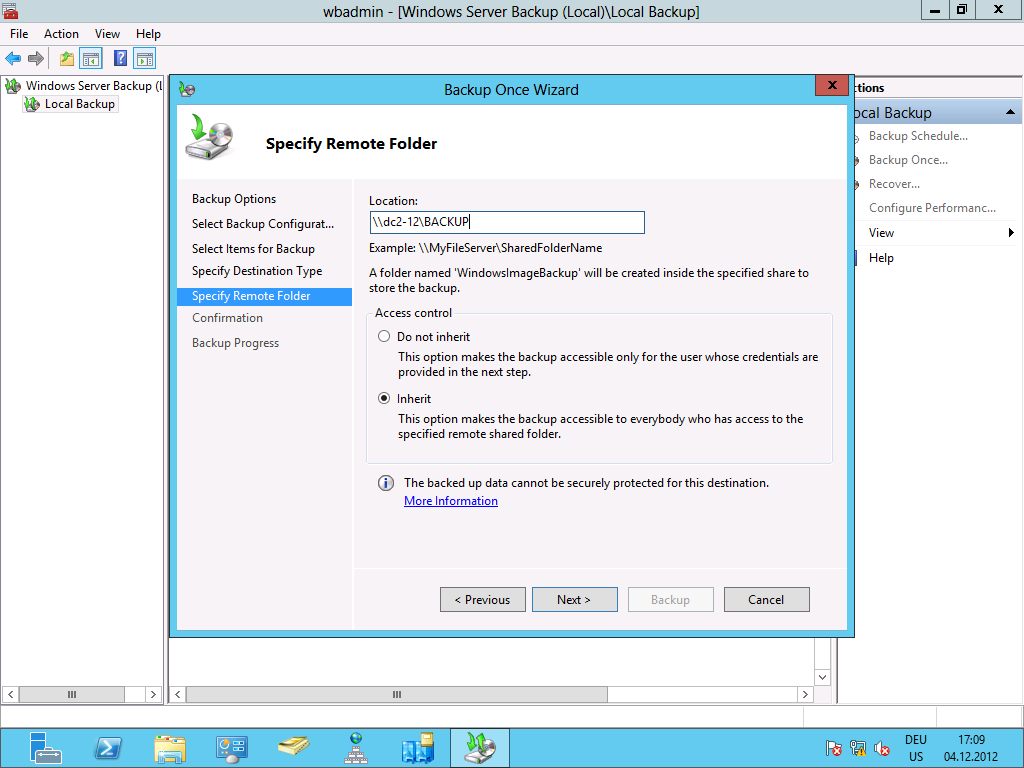 wbadmin - [Windows Server Backup (Local)\Local Backup]
File Action View Help
Windows Server Backup (L
Local Backup
Backup Once Wizard
Specify Remote Folder
Backup Options
Select Backup Configurat...
Select Items for Backup
Specify Destination Type
Specify Remote Folder
Confirmation
Backup Progress
Location:
\\dc2-12\BACKUP
Example: \\MyFileServer\SharedFolderName
A folder named 'WindowsImageBackup' will be created inside the specified share to
store the backup.
Access control
Do not inherit
This option makes the backup accessible only for the user whose credentials are
provided in the next step.
Inherit
This option makes the backup accessible to everybody who has access to the
specified remote shared folder.
The backed up data cannot be securely protected for this destination.
More Information
< Previous
Next >
Backup
Cancel
ctions
ocal Backup
Backup Schedule...
Backup Once...
Recover...
Configure Performanc...
View
Help
DEU
US
17:09
04.12.2012